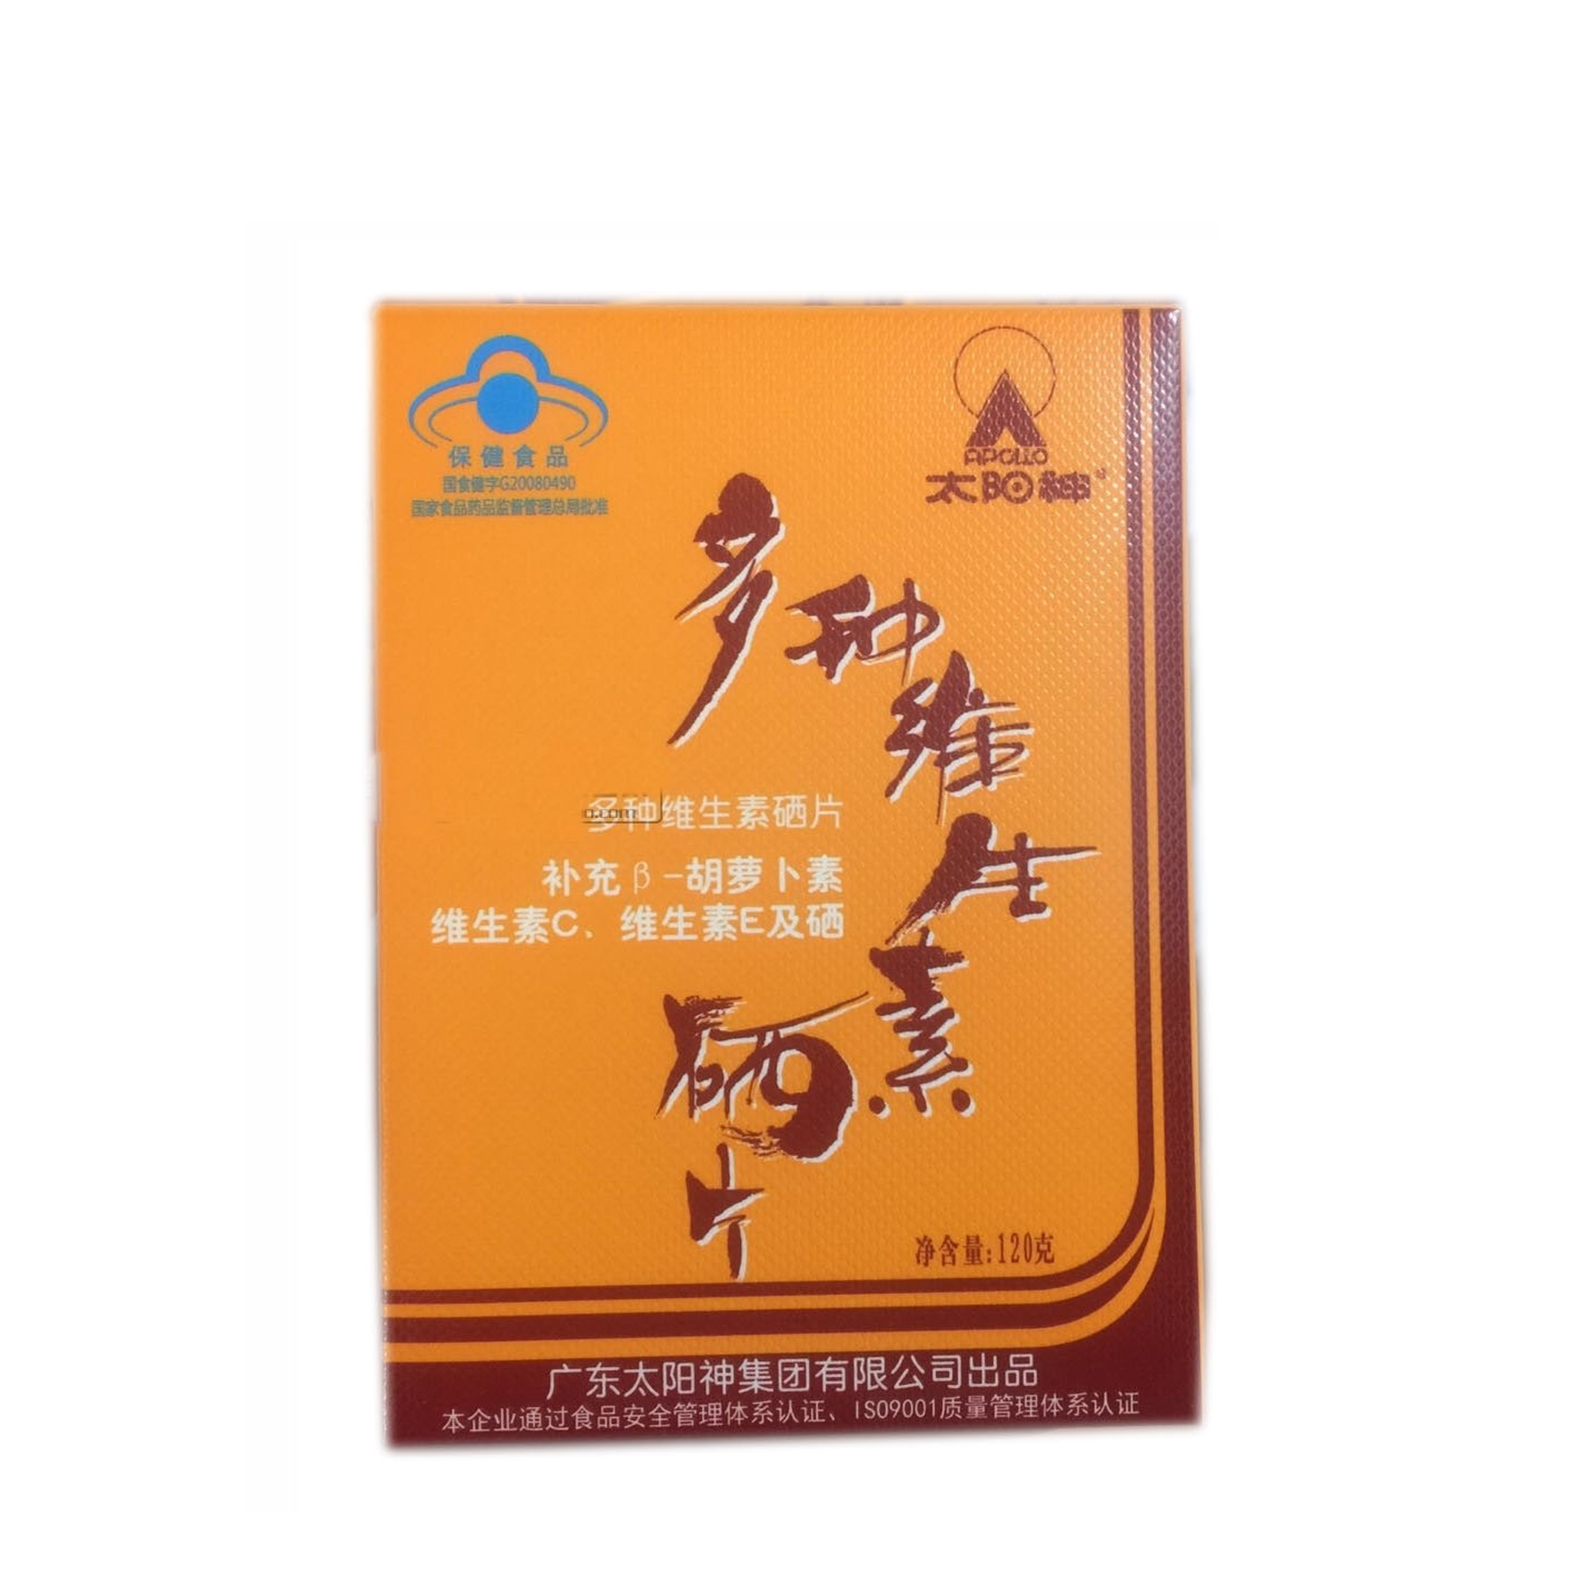 保健食品
国食健字G20080490
国家食品药品监督管理总局批准
APOLLO
太阳神
多种维生素硒片
多种维生素硒片
补充β-胡萝卜素
维生素C、维生素E及硒
净含量:120克
广东太阳神集团有限公司出品
本企业通过食品安全管理体系认证、ISO9001质量管理体系认证